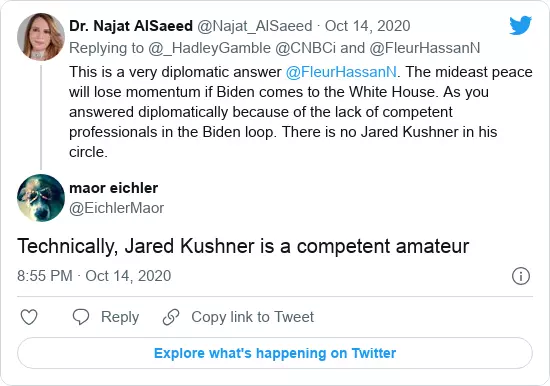 Dr. Najat AlSaeed @Najat_AlSaeed · Oct 14, 2020
Replying to @_HadleyGamble @CNBCi and @FleurHassanN
This is a very diplomatic answer @FleurHassanN. The mideast peace
will lose momentum if Biden comes to the White House. As you
answered diplomatically because of the lack of competent
professionals in the Biden loop. There is no Jared Kushner in his
circle.
maor eichler
@EichlerMaor
Technically, Jared Kushner is a competent amateur
8:55 PM · Oct 14, 2020
Reply Copy link to Tweet
Explore what's happening on Twitter